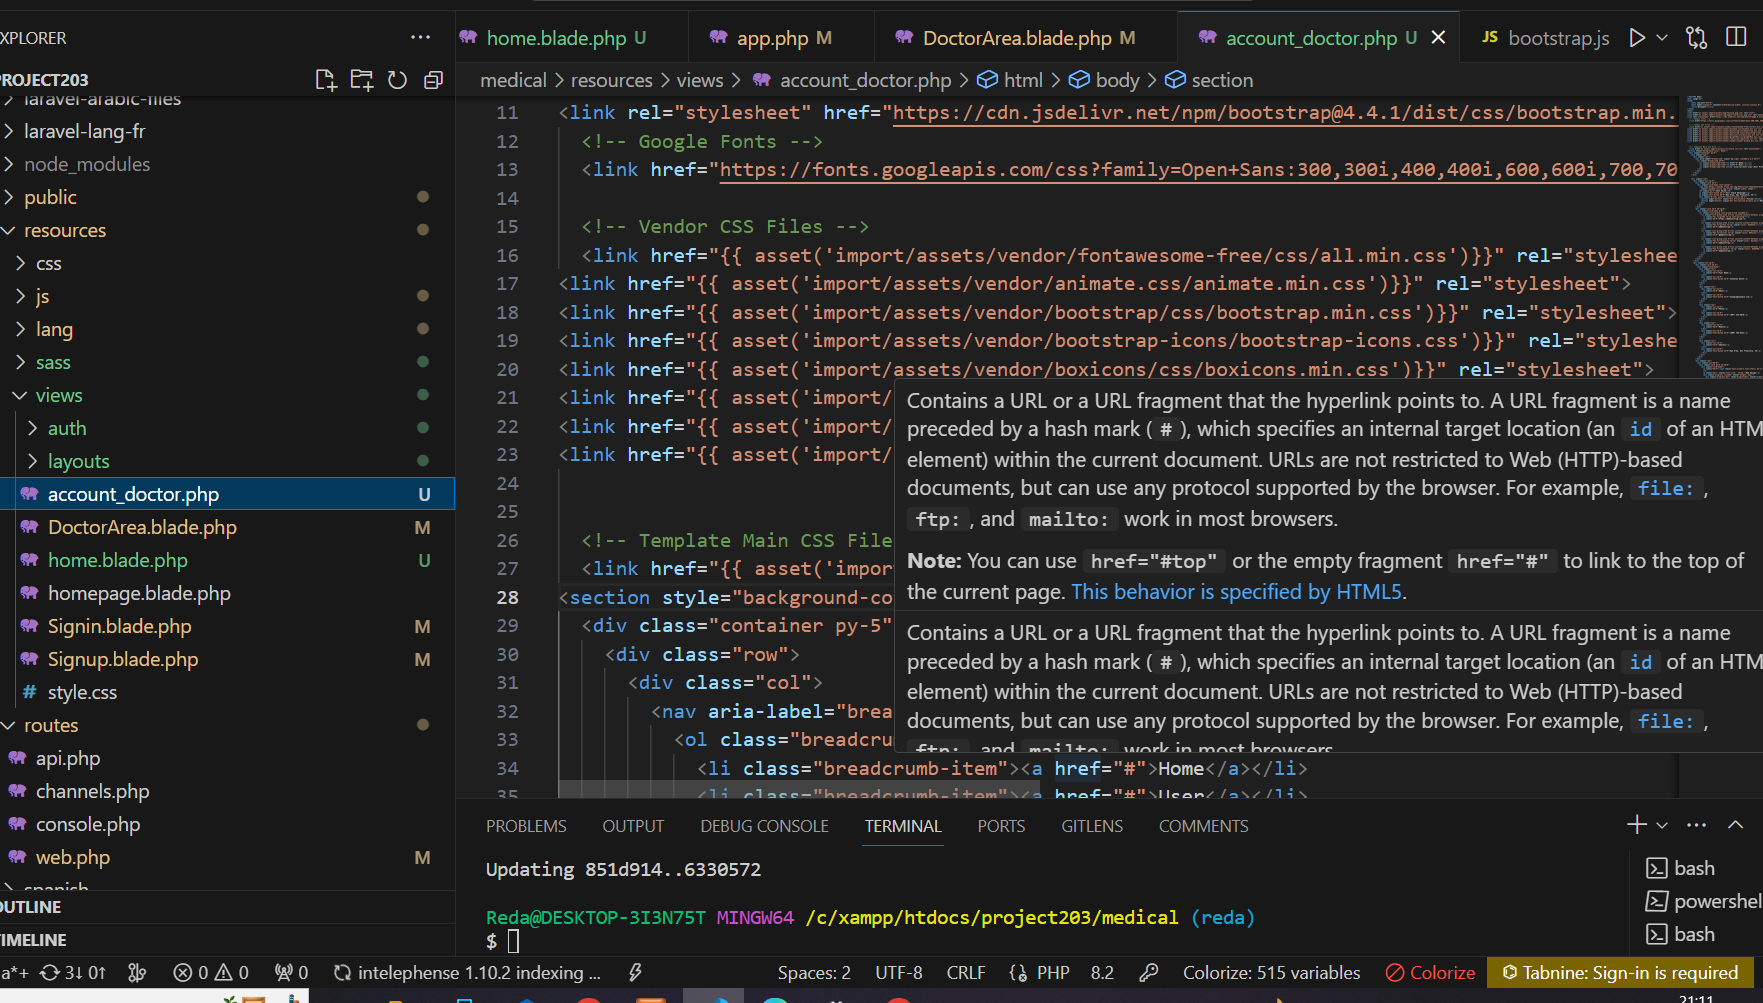 EXPLORER
PROJECT203
laravel-arabic-files
laravel-lang-fr
node_modules
public
resources
css
js
lang
sass
views
auth
layouts
account_doctor.php U
DoctorArea.blade.php M
home.blade.php U
homepage.blade.php
Signin.blade.php M
Signup.blade.php M
# style.css
routes
api.php
channels.php
console.php
web.php M
spanish
OUTLINE
TIMELINE
home.blade.php U
app.php M
DoctorArea.blade.php M
account_doctor.php U
JS bootstrap.js
medical > resources > views > account_doctor.php > html > body > section
11 <link rel="stylesheet" href="https://cdn.jsdelivr.net/npm/bootstrap@4.4.1/dist/css/bootstrap.min.
12 <!-- Google Fonts -->
13 <link href="https://fonts.googleapis.com/css?family=Open+Sans:300,300i,400,400i,600,600i,700,70
14
15 <!-- Vendor CSS Files -->
16 <link href="{{ asset('import/assets/vendor/fontawesome-free/css/all.min.css')}}" rel="styleshee
17 <link href="{{ asset('import/assets/vendor/animate.css/animate.min.css')}}" rel="stylesheet">
18 <link href="{{ asset('import/assets/vendor/bootstrap/css/bootstrap.min.css')}}" rel="stylesheet">
19 <link href="{{ asset('import/assets/vendor/bootstrap-icons/bootstrap-icons.css')}}" rel="styleshe
20 <link href="{{ asset('import/assets/vendor/boxicons/css/boxicons.min.css')}}" rel="stylesheet">
21 <link href="{{ asset('import/
22 <link href="{{ asset('import/
23 <link href="{{ asset('import/
24
25
26 <!-- Template Main CSS File
27 <link href="{{ asset('impor
28 <section style="background-co
29 <div class="container py-5"
30 <div class="row">
31 <div class="col">
32 <nav aria-label="brea
33 <ol class="breadcru
34 <li class="breadcrumb-item"><a href="#">Home</a></li>
35 <li class="breadcrumb-item"><a href="#">User</a></li>
Contains a URL or a URL fragment that the hyperlink points to. A URL fragment is a name
preceded by a hash mark ( # ), which specifies an internal target location (an id of an HTM
element) within the current document. URLs are not restricted to Web (HTTP)-based
documents, but can use any protocol supported by the browser. For example, file: ,
ftp: , and mailto: work in most browsers.
Note: You can use href="#top" or the empty fragment href="#" to link to the top of
the current page. This behavior is specified by HTML5.
Contains a URL or a URL fragment that the hyperlink points to. A URL fragment is a name
preceded by a hash mark ( # ), which specifies an internal target location (an id of an HTM
element) within the current document. URLs are not restricted to Web (HTTP)-based
documents, but can use any protocol supported by the browser. For example, file: ,
ftp: , and mailto: work in most browsers.
PROBLEMS OUTPUT DEBUG CONSOLE TERMINAL PORTS GITLENS COMMENTS
Updating 851d914..6330572
Reda@DESKTOP-3I3N75T MINGW64 /c/xampp/htdocs/project203/medical (reda)
$
bash
powershel
bash
a*+ 3↓ 0↑ 0 0 0 intelephense 1.10.2 indexing ... Spaces: 2 UTF-8 CRLF PHP 8.2 Colorize: 515 variables Colorize Tabnine: Sign-in is required
21:11